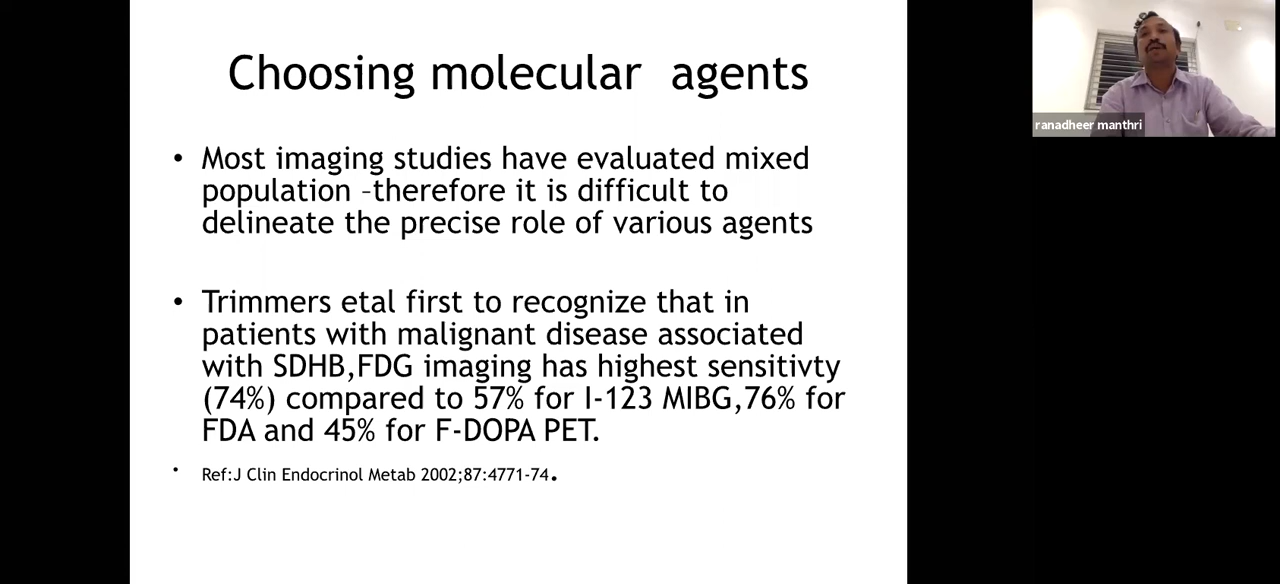 Choosing molecular agents
• Most imaging studies have evaluated mixed
population –therefore it is difficult to
delineate the precise role of various agents
• Trimmers etal first to recognize that in
patients with malignant disease associated
with SDHB,FDG imaging has highest sensitivty
(74%) compared to 57% for I-123 MIBG,76% for
FDA and 45% for F-DOPA PET.
• Ref:J Clin Endocrinol Metab 2002;87:4771-74.
ranadheer manthri